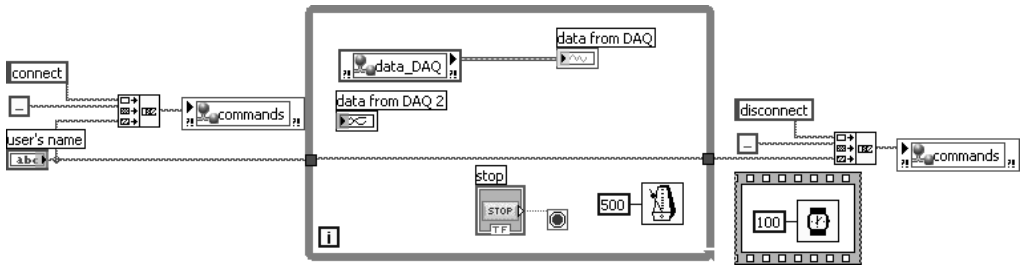 connect
_
user's name
abc
commands
data_DAQ
data from DAQ
data from DAQ 2
stop
STOP
TF
500
i
disconnect
_
commands
100